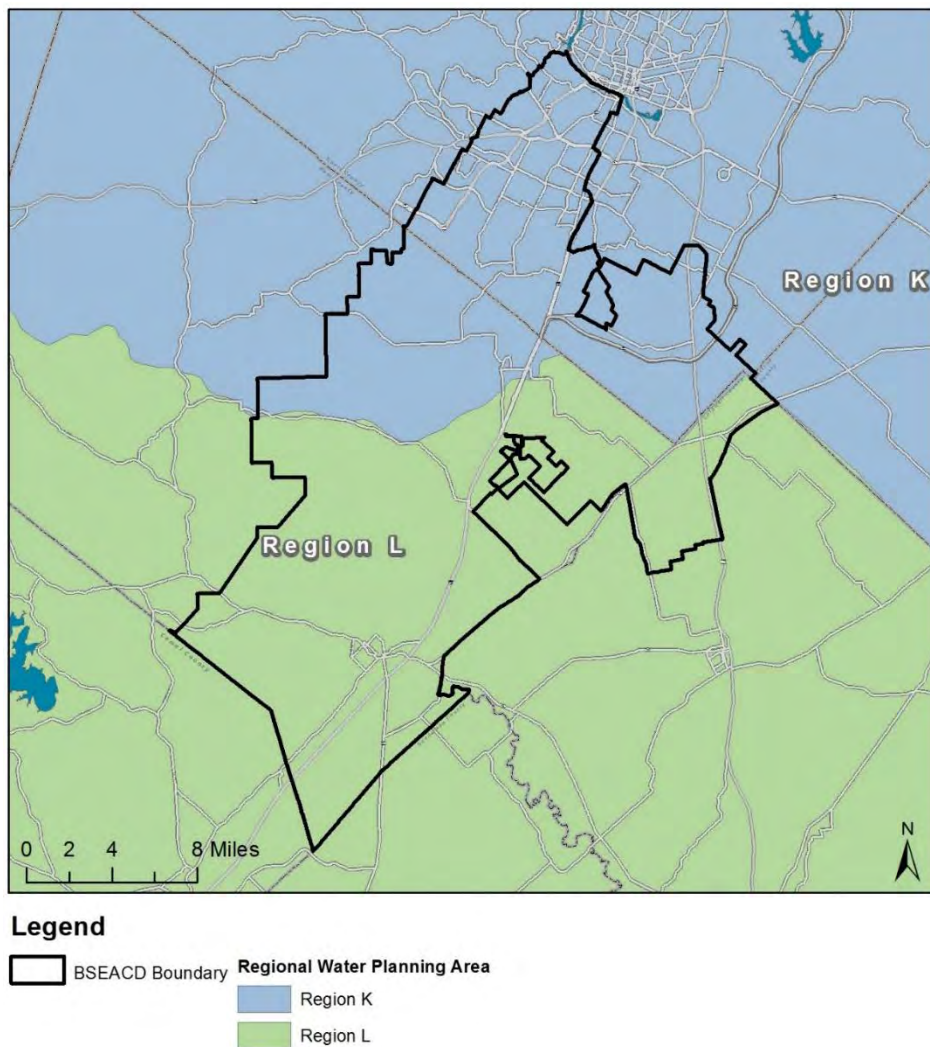 Region K
Region L
0 2 4 8 Miles
N
Legend
BSEACD Boundary
Regional Water Planning Area
Region K
Region L